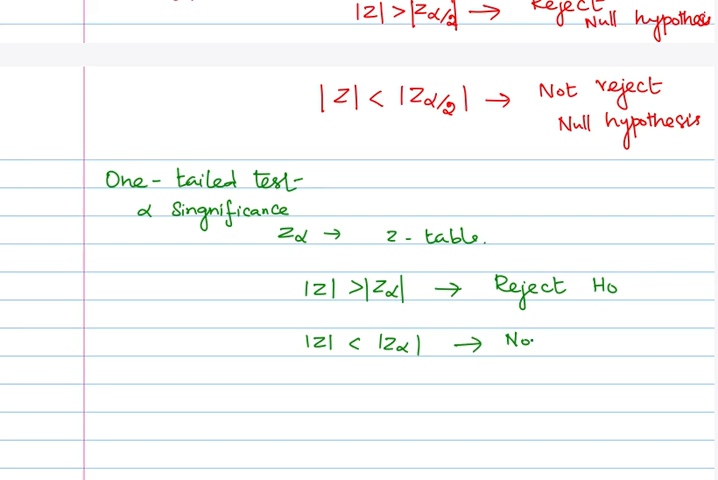 |Z| > |Zα/2| → Reject
Null hypothesis
|Z| < |Zα/2| → Not reject
Null hypothesis
One - tailed test-
α Singnificance
Zα → z - table.
|Z| > |Zα| → Reject Ho
|Z| < |Zα| → No